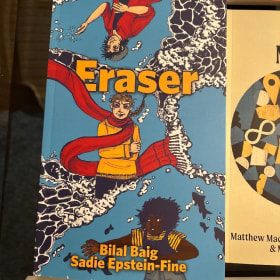 Eraser
Bilal Baig
Sadie Epstein-Fine
Matthew Mac
&